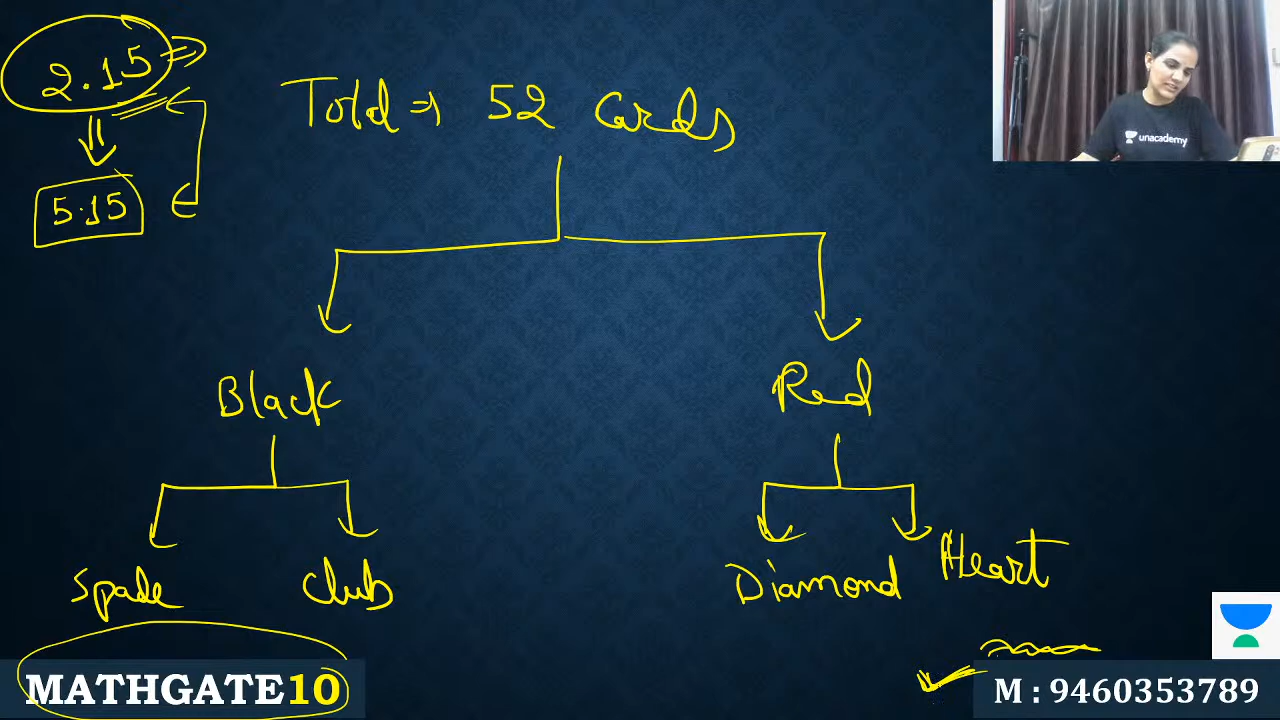 2.15
5.15
Total ⇒ 52 Cards
unacademy
Black
Red
Spade
Club
Diamond
Heart
MATHGATE10
M : 9460353789